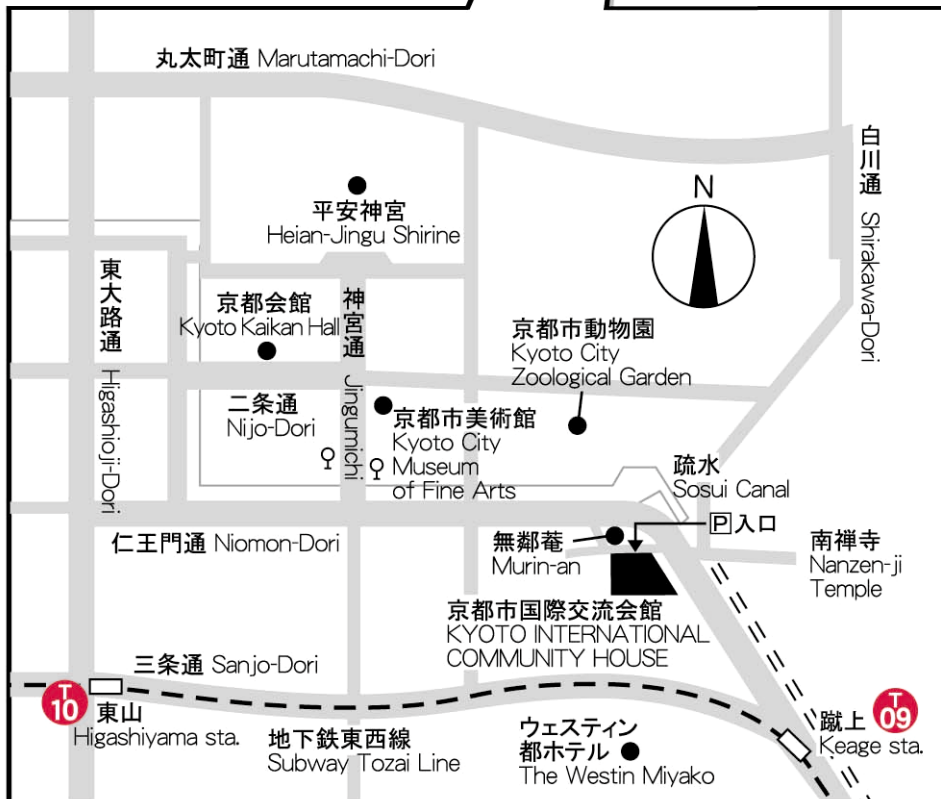 丸太町通 Marutamachi-Dori
白川通 Shirakawa-Dori
N
平安神宮
Heian-Jingu Shirine
東大路通 Higashioji-Dori
京都会館
Kyoto Kaikan Hall
神宮通 Jingumichi
京都市動物園
Kyoto City
Zoological Garden
二条通
Nijo-Dori
京都市美術館
Kyoto City
Museum
of Fine Arts
疏水
Sosui Canal
P入口
仁王門通 Niomon-Dori
無鄰菴
Murin-an
南禅寺
Nanzen-ji
Temple
京都市国際交流会館
KYOTO INTERNATIONAL
COMMUNITY HOUSE
三条通 Sanjo-Dori
T
10
東山
Higashiyama sta.
地下鉄東西線
Subway Tozai Line
ウェスティン
都ホテル
The Westin Miyako
蹴上
Keage sta.
T
09